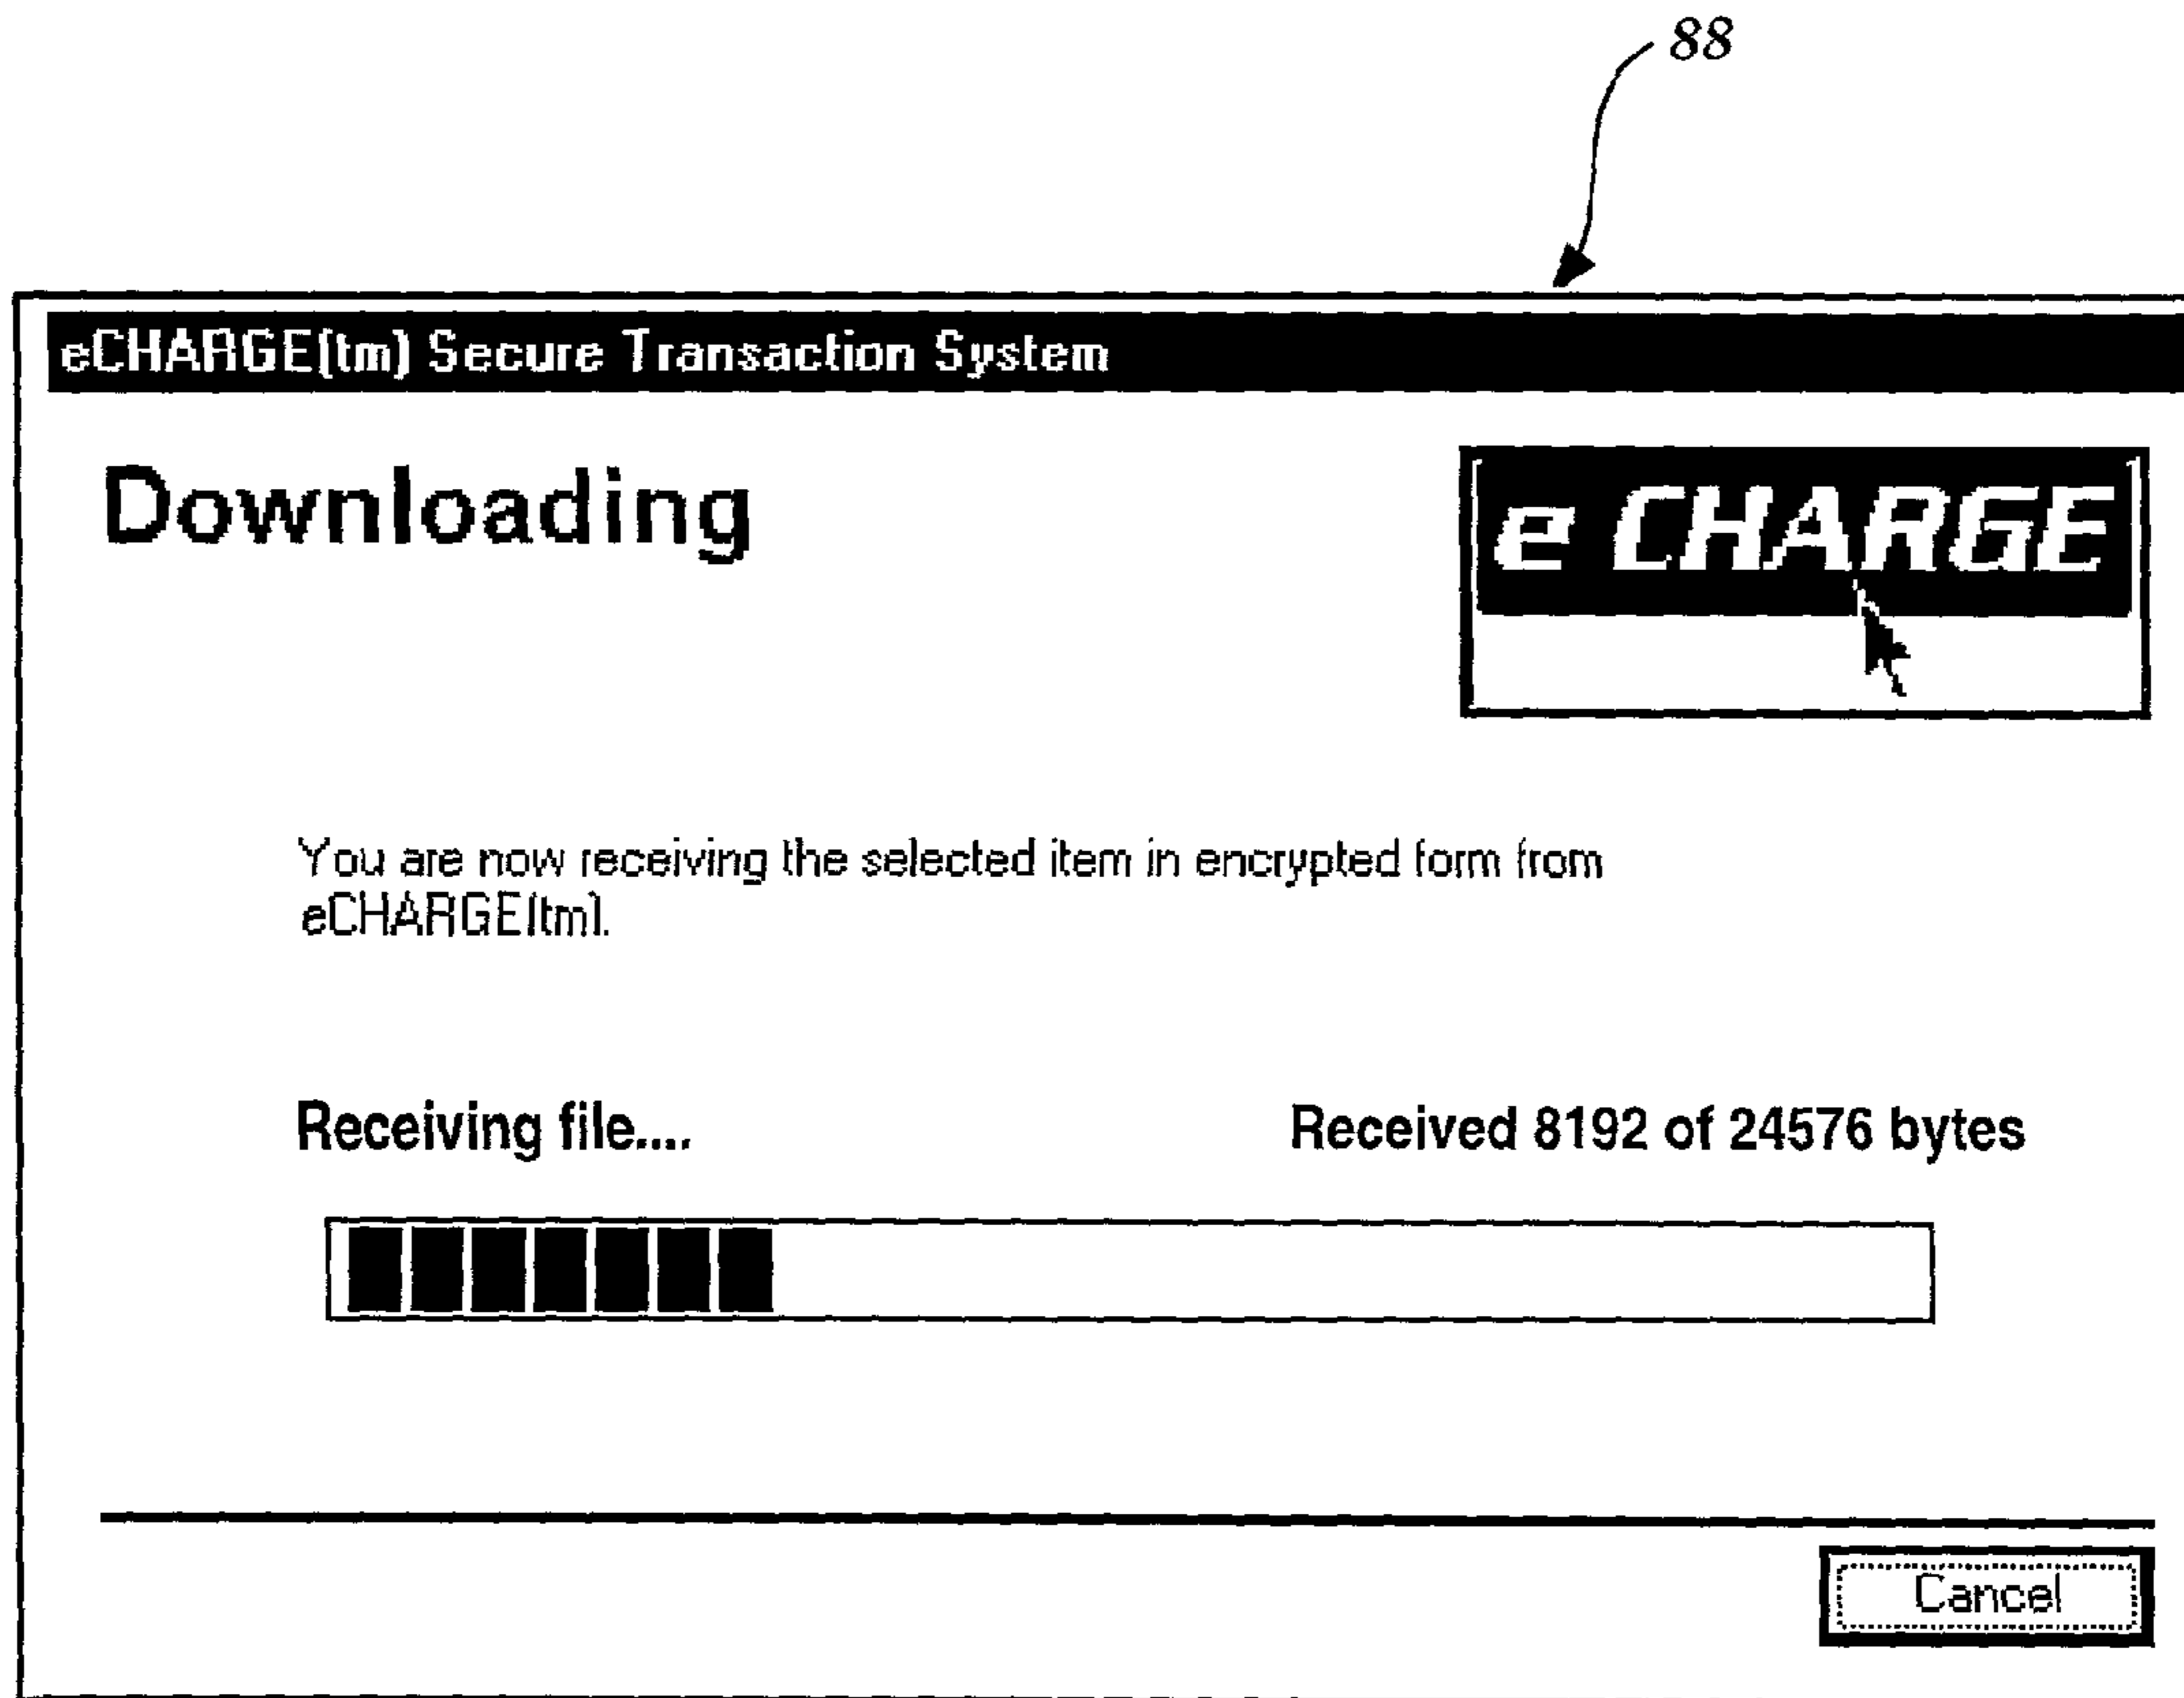 88
eCHARGE(tm) Secure Transaction System
Downloading
e CHARGE
You are now receiving the selected item in encrypted form from
eCHARGE(tm).
Receiving file....
Received 8192 of 24576 bytes
Cancel